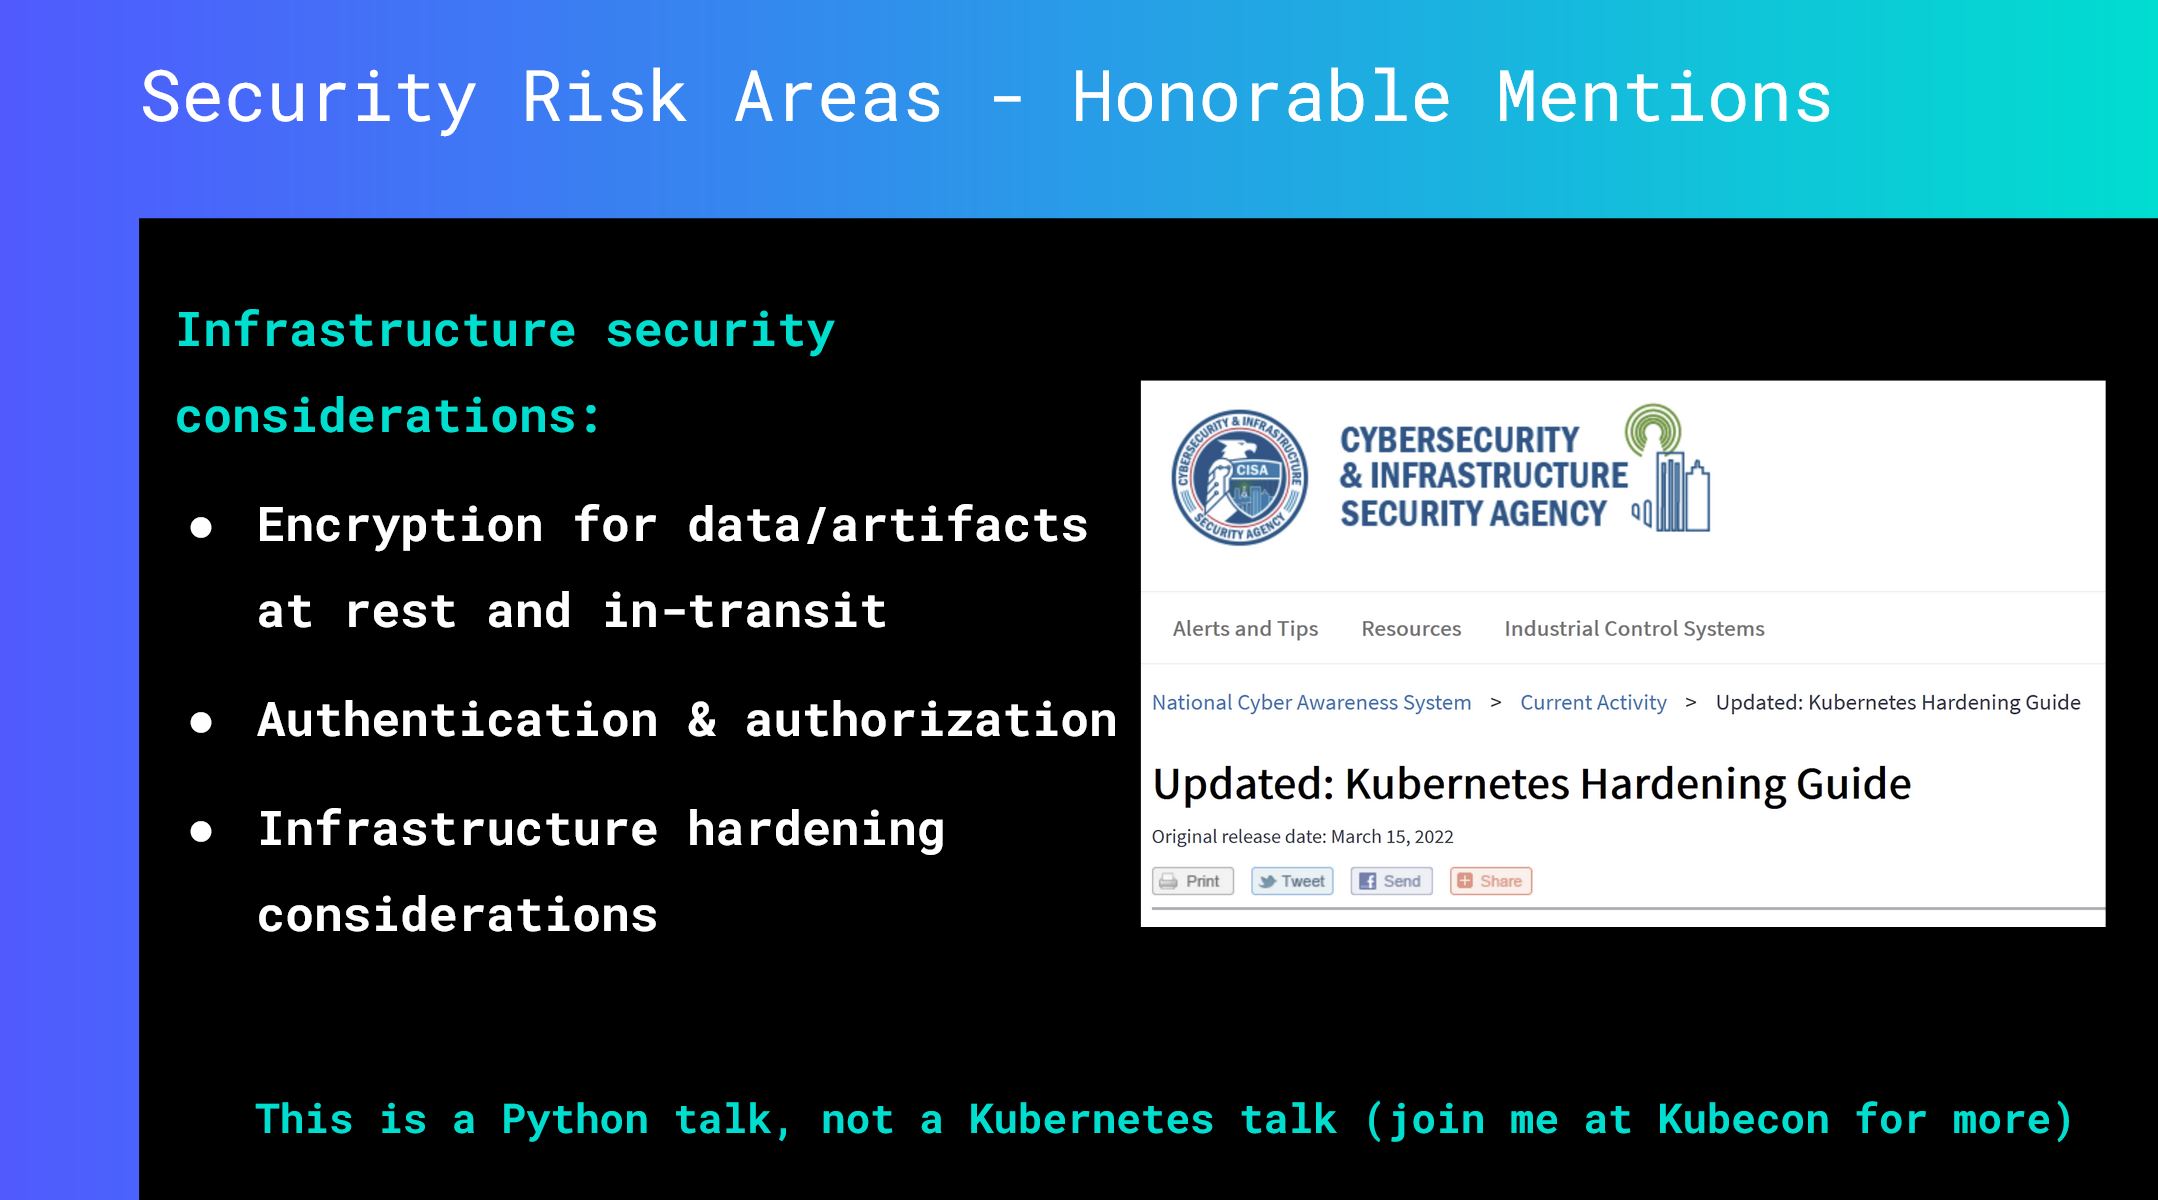 Security Risk Areas - Honorable Mentions
Infrastructure security
considerations:
● Encryption for data/artifacts
at rest and in-transit
● Authentication & authorization
● Infrastructure hardening
considerations
CYBERSECURITY & INFRASTRUCTURE
CISA
SECURITY AGENCY
CYBERSECURITY
& INFRASTRUCTURE
SECURITY AGENCY
Alerts and Tips Resources Industrial Control Systems
National Cyber Awareness System > Current Activity > Updated: Kubernetes Hardening Guide
Updated: Kubernetes Hardening Guide
Original release date: March 15, 2022
Print Tweet Send Share
This is a Python talk, not a Kubernetes talk (join me at Kubecon for more)